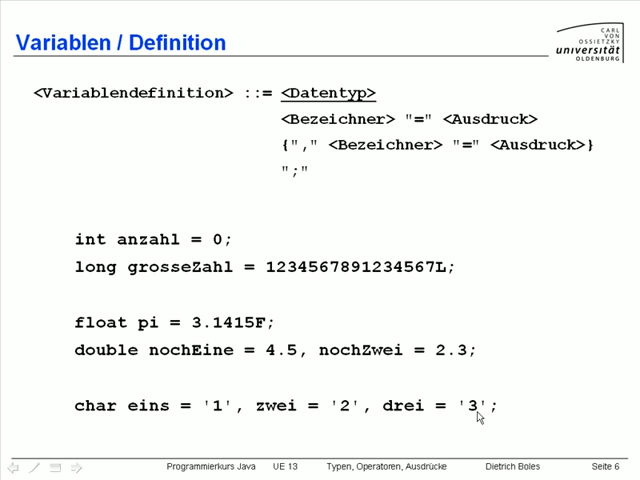 Variablen / Definition
CARL
VON
OSSIETZKY
universität
OLDENBURG
<Variablendefinition> ::= <Datentyp>
<Bezeichner> "=" <Ausdruck>
{"," <Bezeichner> "=" <Ausdruck>}
";"
int anzahl = 0;
long grosseZahl = 1234567891234567L;
float pi = 3.1415F;
double nochEine = 4.5, nochZwei = 2.3;
char eins = '1', zwei = '2', drei = '3';
Programmierkurs Java UE 13 Typen, Operatoren, Ausdrücke Dietrich Boles Seite 6